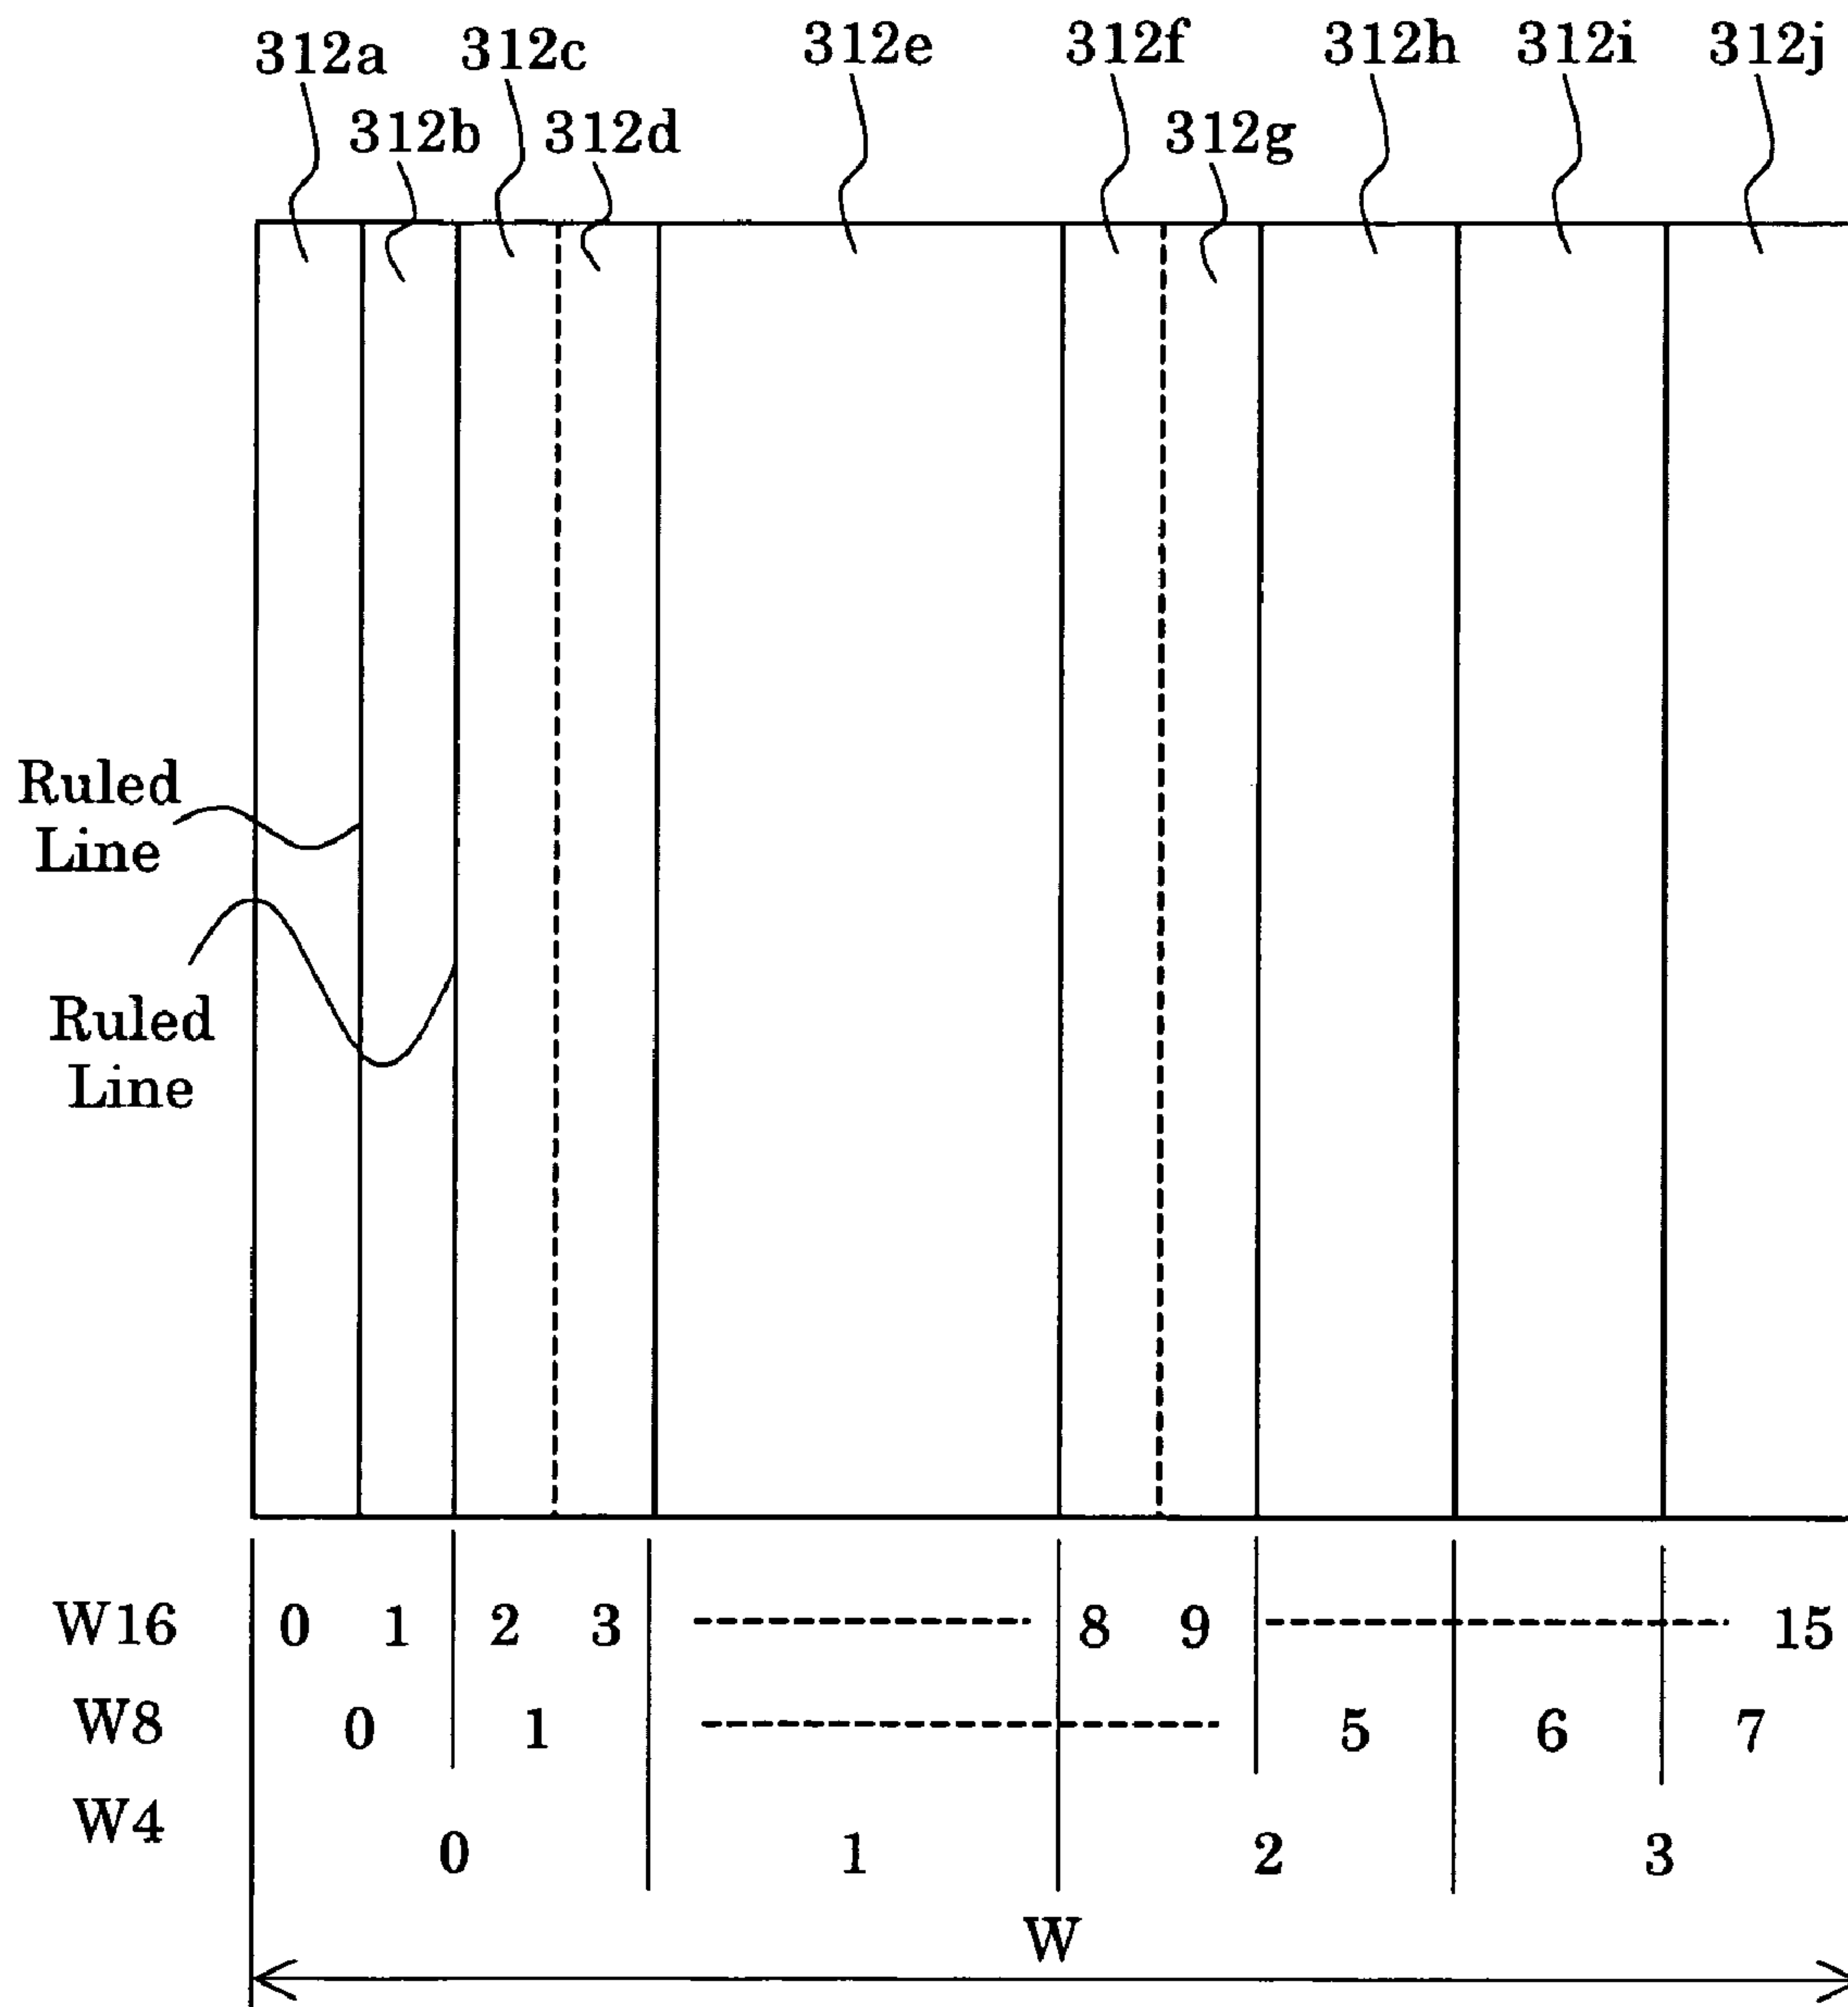 312a 312c 312e 312f 312h 312i 312j
312b 312d 312g
Ruled
Line
Ruled
Line
W16 0 1 2 3 8 9 15
W8 0 1 5 6 7
W4 0 1 2 3
W